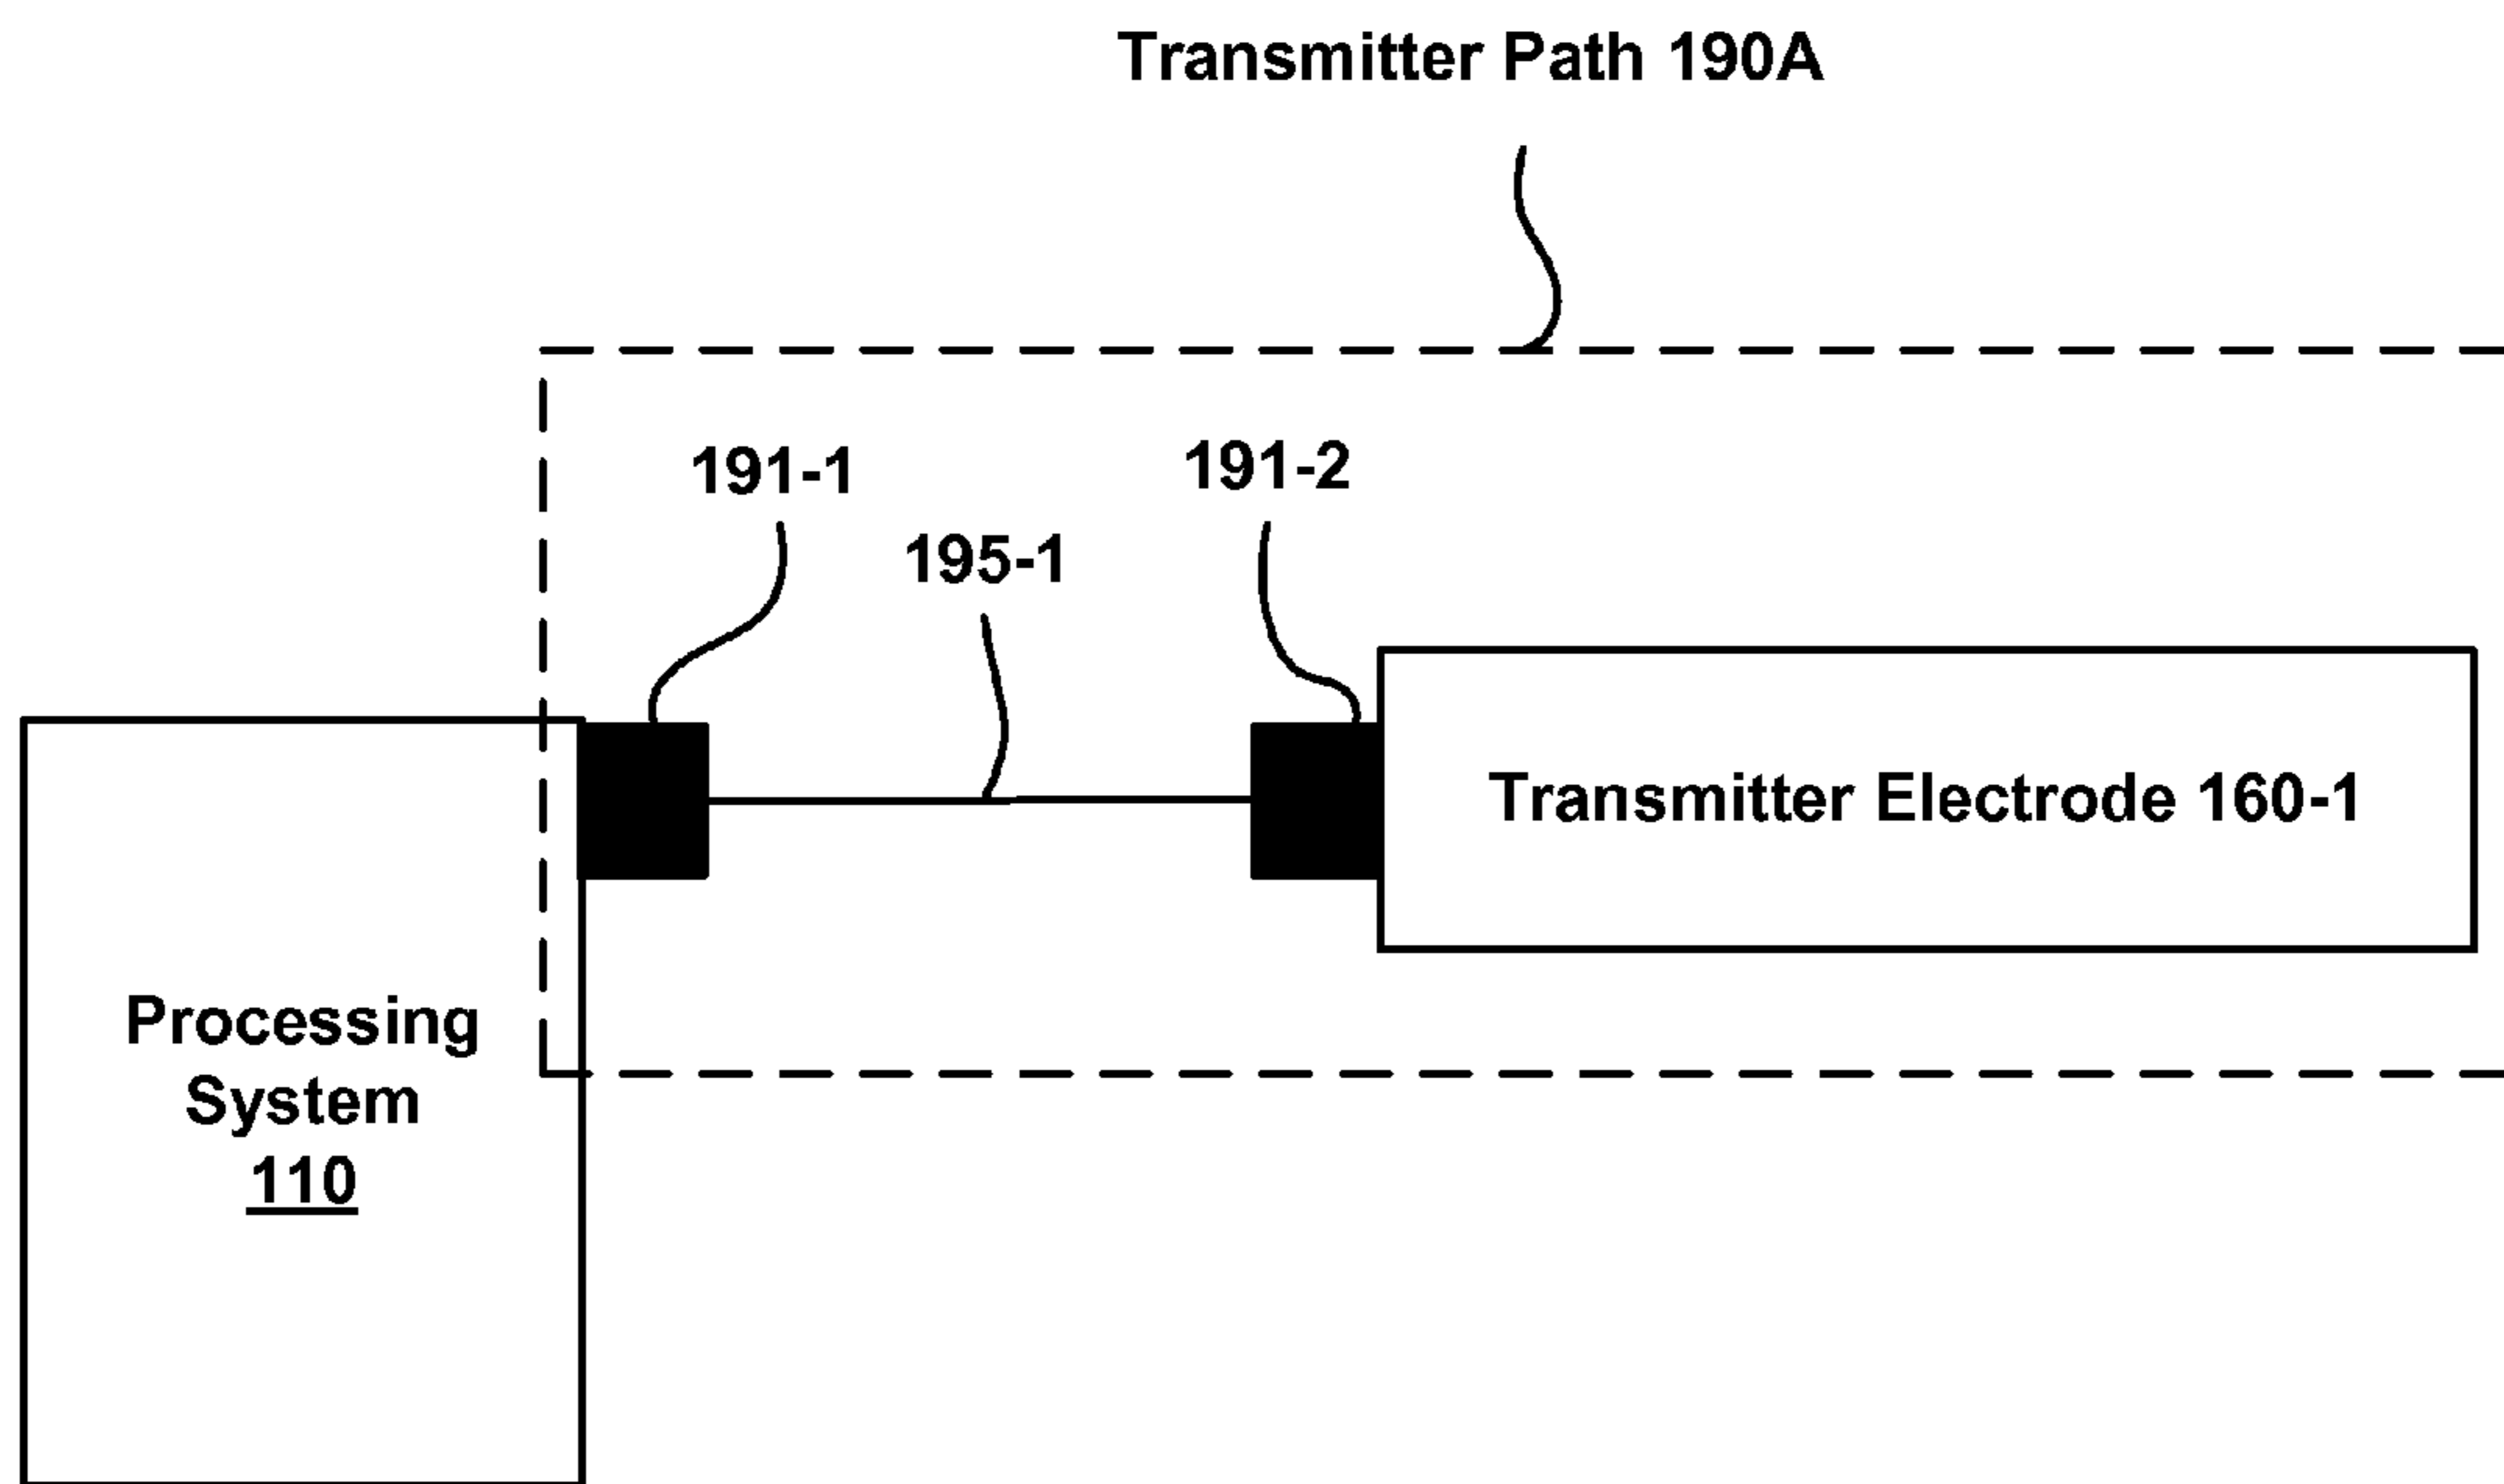 Transmitter Path 190A
191-1
191-2
195-1
Transmitter Electrode 160-1
Processing
System
110